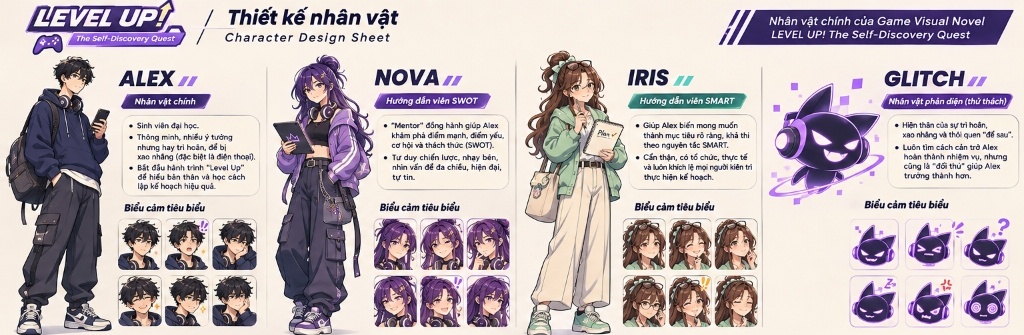 LEVEL UP!
The Self-Discovery Quest
Thiết kế nhân vật
Character Design Sheet
Nhân vật chính của Game Visual Novel
LEVEL UP! The Self-Discovery Quest
ALEX
Nhân vật chính
Sinh viên đại học.
Thông minh, nhiều ý tưởng
nhưng hay trì hoãn, dễ bị
xao nhãng (đặc biệt là điện thoại).
Bắt đầu hành trình "Level Up"
để hiểu bản thân và học cách
lập kế hoạch hiệu quả.
Biểu cảm tiêu biểu
NOVA
Hướng dẫn viên SWOT
"Mentor" đồng hành giúp Alex
khám phá điểm mạnh, điểm yếu,
cơ hội và thách thức (SWOT).
Tư duy chiến lược, nhạy bén,
nhìn vấn đề đa chiều, hiện đại,
tự tin.
Biểu cảm tiêu biểu
IRIS
Hướng dẫn viên SMART
Giúp Alex biến mong muốn
thành mục tiêu rõ ràng, khả thi
theo nguyên tắc SMART.
Cẩn thận, có tổ chức, thực tế
và luôn khích lệ mọi người kiên trì
thực hiện kế hoạch.
Plan
Biểu cảm tiêu biểu
GLITCH
Nhân vật phản diện (thử thách)
Hiện thân của sự trì hoãn,
xao nhãng và thói quen "để sau".
Luôn tìm cách cản trở Alex
hoàn thành nhiệm vụ, nhưng
cũng là "đối thủ" giúp Alex
trưởng thành hơn.
Biểu cảm tiêu biểu